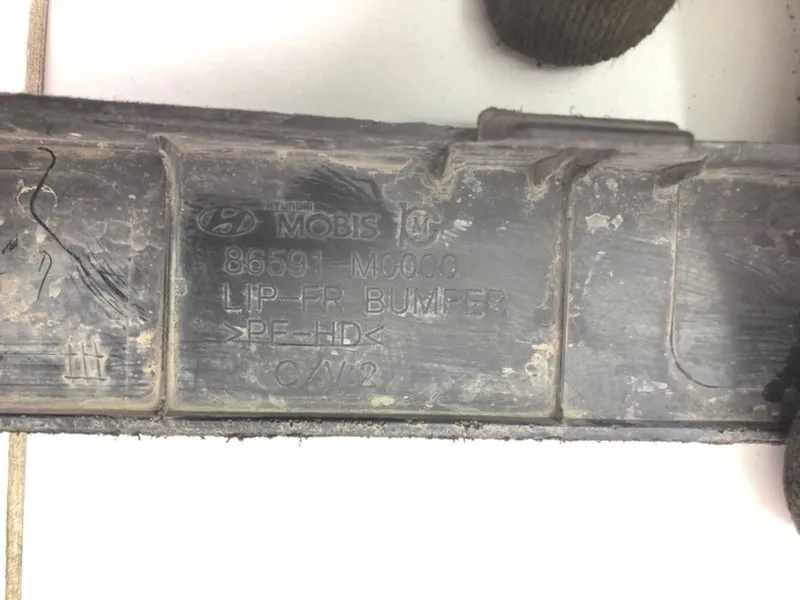 HYUNDAI
MOBIS M
86591-M0000
LIP-FR BUMPER
>PE-HD<
C/V 2